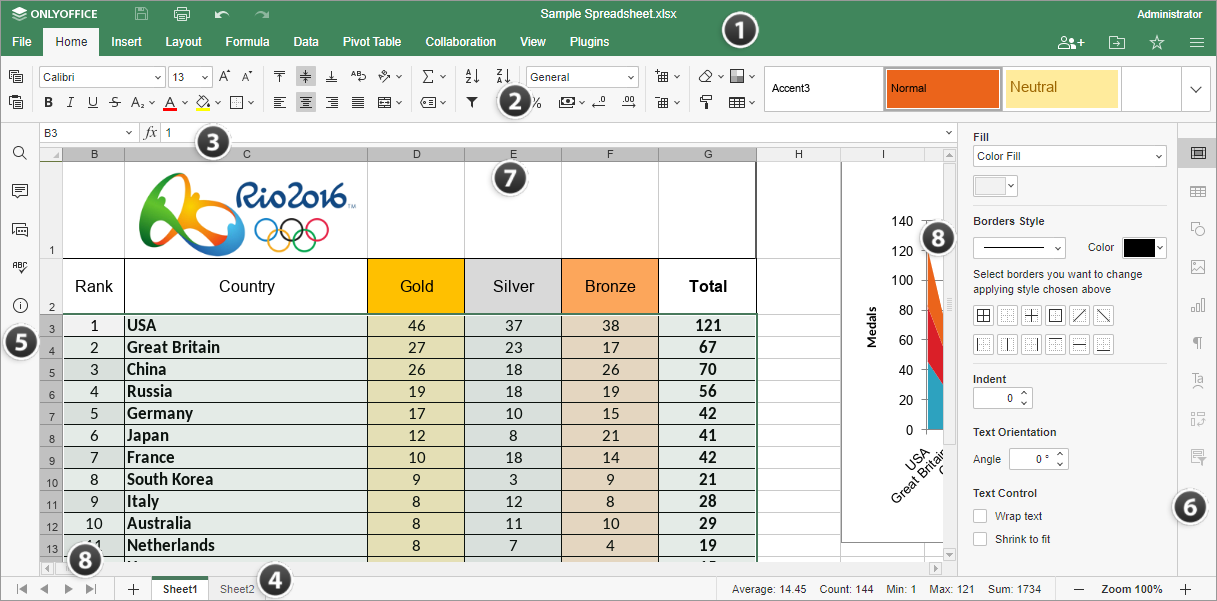 ONLYOFFICE Sample Spreadsheet.xlsx Administrator
File Home Insert Layout Formula Data Pivot Table Collaboration View Plugins
1
Calibri 13 General
Accent3 Normal Neutral
2 %
B3 fx 1
3
B C D E F G H I
7
Rio2016™
1
2 Rank Country Gold Silver Bronze Total
3 1 USA 46 37 38 121
4 2 Great Britain 27 23 17 67
5 3 China 26 18 26 70
6 4 Russia 19 18 19 56
7 5 Germany 17 10 15 42
8 6 Japan 12 8 21 41
9 7 France 10 18 14 42
10 8 South Korea 9 3 9 21
11 9 Italy 8 12 8 28
12 10 Australia 8 11 10 29
13 11 Netherlands 8 7 4 19
5
8
140
120
100
80
60
40
20
0
Medals
USA
Great Britain
8
Fill
Color Fill
Borders Style
Color
Select borders you want to change
applying style chosen above
Indent
0
Text Orientation
Angle 0 °
Text Control
Wrap text
Shrink to fit
6
Sheet1 Sheet2
4
Average: 14.45 Count: 144 Min: 1 Max: 121 Sum: 1734 Zoom 100%